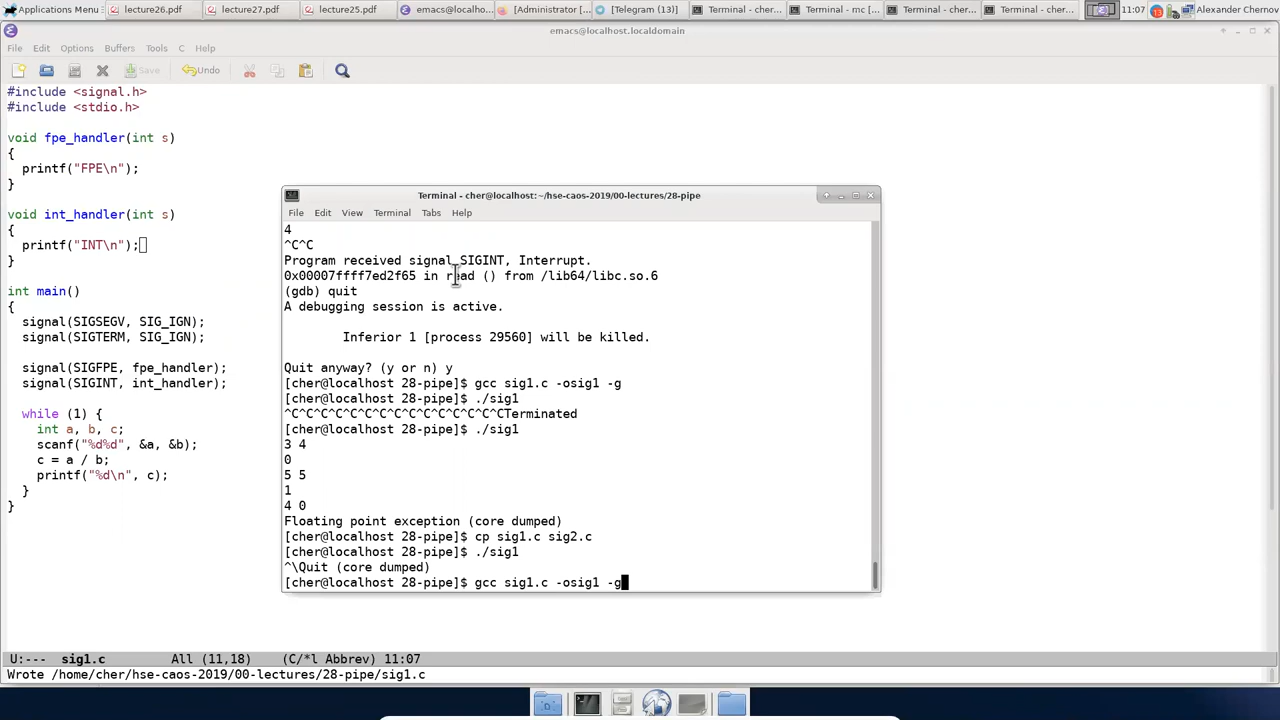 Applications Menu
lecture26.pdf
lecture27.pdf
lecture25.pdf
emacs@localho...
[Administrator [...
[Telegram (13)]
Terminal - cher...
Terminal - mc [...
Terminal - cher...
Terminal - cher...
11:07
13
Alexander Chernov
emacs@localhost.localdomain
File Edit Options Buffers Tools C Help
Save Undo
#include <signal.h>
#include <stdio.h>
void fpe_handler(int s)
{
printf("FPE\n");
}
void int_handler(int s)
{
printf("INT\n");
}
int main()
{
signal(SIGSEGV, SIG_IGN);
signal(SIGTERM, SIG_IGN);
signal(SIGFPE, fpe_handler);
signal(SIGINT, int_handler);
while (1) {
int a, b, c;
scanf("%d%d", &a, &b);
c = a / b;
printf("%d\n", c);
}
}
Terminal - cher@localhost:~/hse-caos-2019/00-lectures/28-pipe
File Edit View Terminal Tabs Help
4
^C^C
Program received signal SIGINT, Interrupt.
0x00007ffff7ed2f65 in read () from /lib64/libc.so.6
(gdb) quit
A debugging session is active.
Inferior 1 [process 29560] will be killed.
Quit anyway? (y or n) y
[cher@localhost 28-pipe]$ gcc sig1.c -osig1 -g
[cher@localhost 28-pipe]$ ./sig1
^C^C^C^C^C^C^C^C^C^C^C^C^C^C^CTerminated
[cher@localhost 28-pipe]$ ./sig1
3 4
0
5 5
1
4 0
Floating point exception (core dumped)
[cher@localhost 28-pipe]$ cp sig1.c sig2.c
[cher@localhost 28-pipe]$ ./sig1
^\Quit (core dumped)
[cher@localhost 28-pipe]$ gcc sig1.c -osig1 -g
U:--- sig1.c All (11,18) (C/*l Abbrev) 11:07
Wrote /home/cher/hse-caos-2019/00-lectures/28-pipe/sig1.c